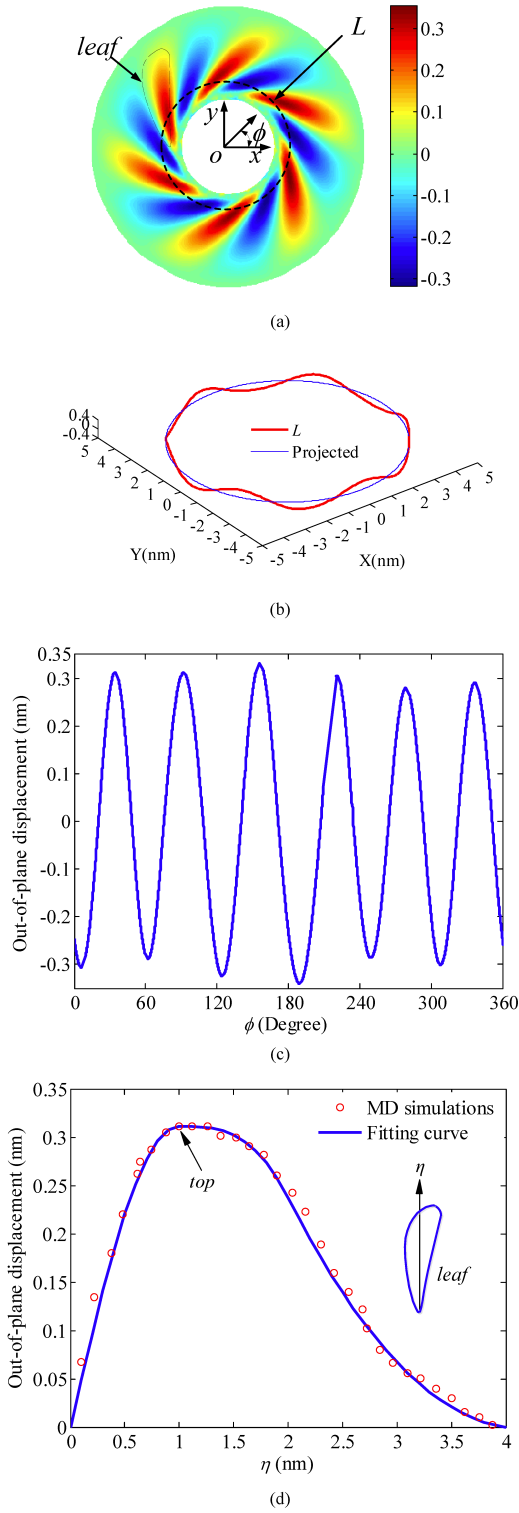 leaf
L
y
ϕ
o
x
0.3
0.2
0.1
0
-0.1
-0.2
-0.3
(a)
0.4
0
-0.4
5
4
3
2
1
0
-1
-2
-3
-4
-5
Y(nm)
L
Projected
-5
-4
-3
-2
-1
0
1
2
3
4
5
X(nm)
(b)
Out-of-plane displacement (nm)
0.35
0.3
0.2
0.1
0
-0.1
-0.2
-0.3
0 60 120 180 240 300 360
ϕ (Degree)
(c)
Out-of-plane displacement (nm)
0.35
0.3
0.25
0.2
0.15
0.1
0.05
0
MD simulations
Fitting curve
top
η
leaf
0 0.5 1 1.5 2 2.5 3 3.5 4
η (nm)
(d)